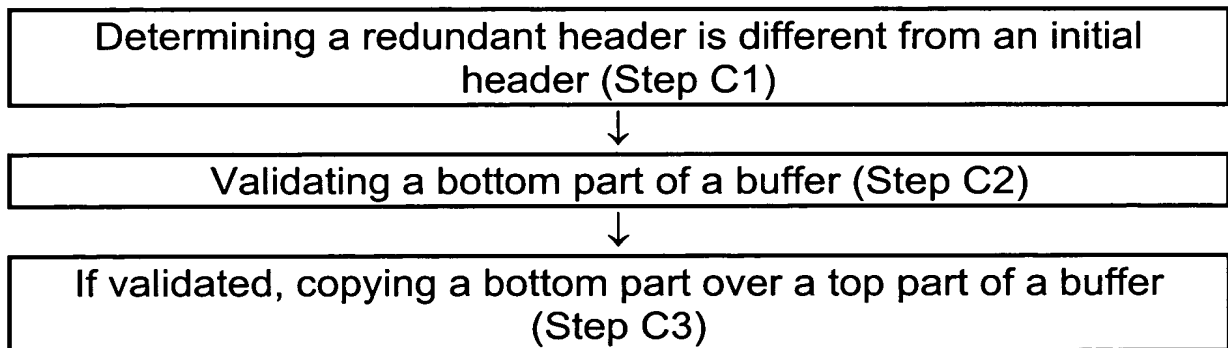 Determining a redundant header is different from an initial
header (Step C1)
↓
Validating a bottom part of a buffer (Step C2)
↓
If validated, copying a bottom part over a top part of a buffer
(Step C3)